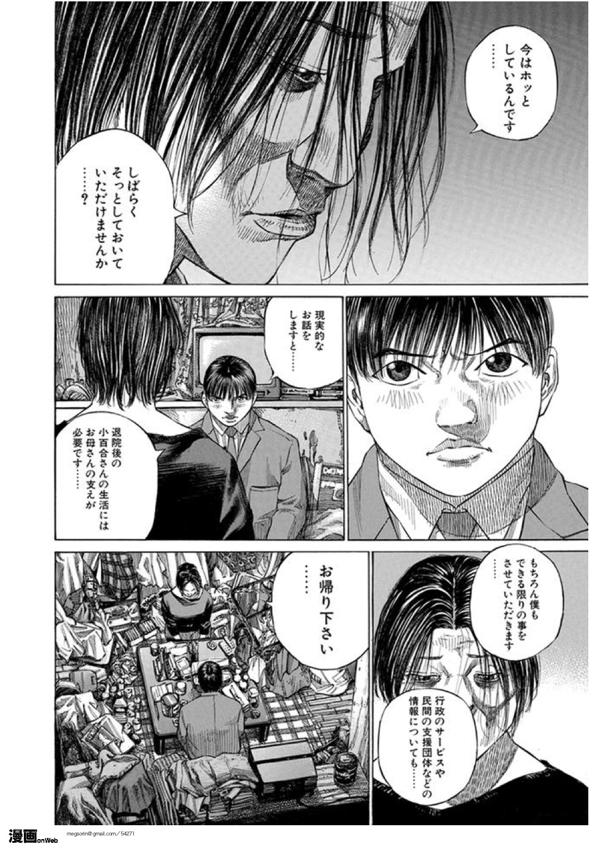 今はホッと
しているんです
……
しばらく
そっとしておいて
いただけませんか
……?
現実的な
お話を
しますと……
退院後の
小百合さんの生活には
お母さんの支えが
必要です……
もちろん僕も
できる限りの事を
させていただきます
……
行政のサービスや
民間の支援団体などの
情報についても……
お帰り下さい
……
漫画 on Web
megaorin@gmail.com/54271